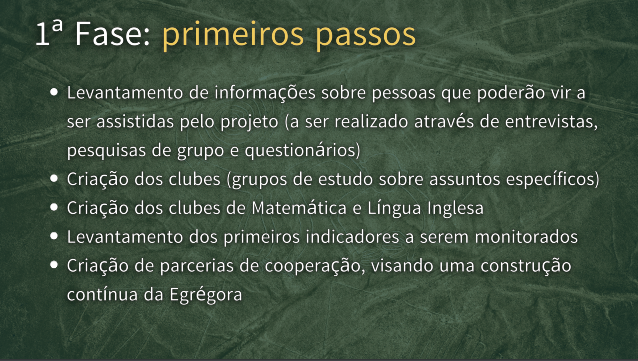 1ª Fase: primeiros passos
• Levantamento de informações sobre pessoas que poderão vir a
ser assistidas pelo projeto (a ser realizado através de entrevistas,
pesquisas de grupo e questionários)
• Criação dos clubes (grupos de estudo sobre assuntos específicos)
• Criação dos clubes de Matemática e Língua Inglesa
• Levantamento dos primeiros indicadores a serem monitorados
• Criação de parcerias de cooperação, visando uma construção
contínua da Egrégora